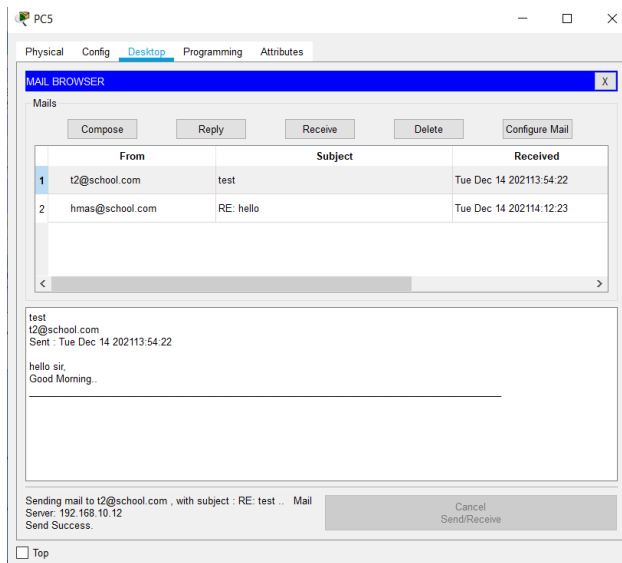 PC5
Physical Config Desktop Programming Attributes
MAIL BROWSER X
Mails
Compose Reply Receive Delete Configure Mail
From Subject Received
1 t2@school.com test Tue Dec 14 202113:54:22
2 hmas@school.com RE: hello Tue Dec 14 202114:12:23
test
t2@school.com
Sent : Tue Dec 14 202113:54:22
hello sir,
Good Morning..
Sending mail to t2@school.com , with subject : RE: test .. Mail
Server: 192.168.10.12
Send Success.
Cancel
Send/Receive
Top